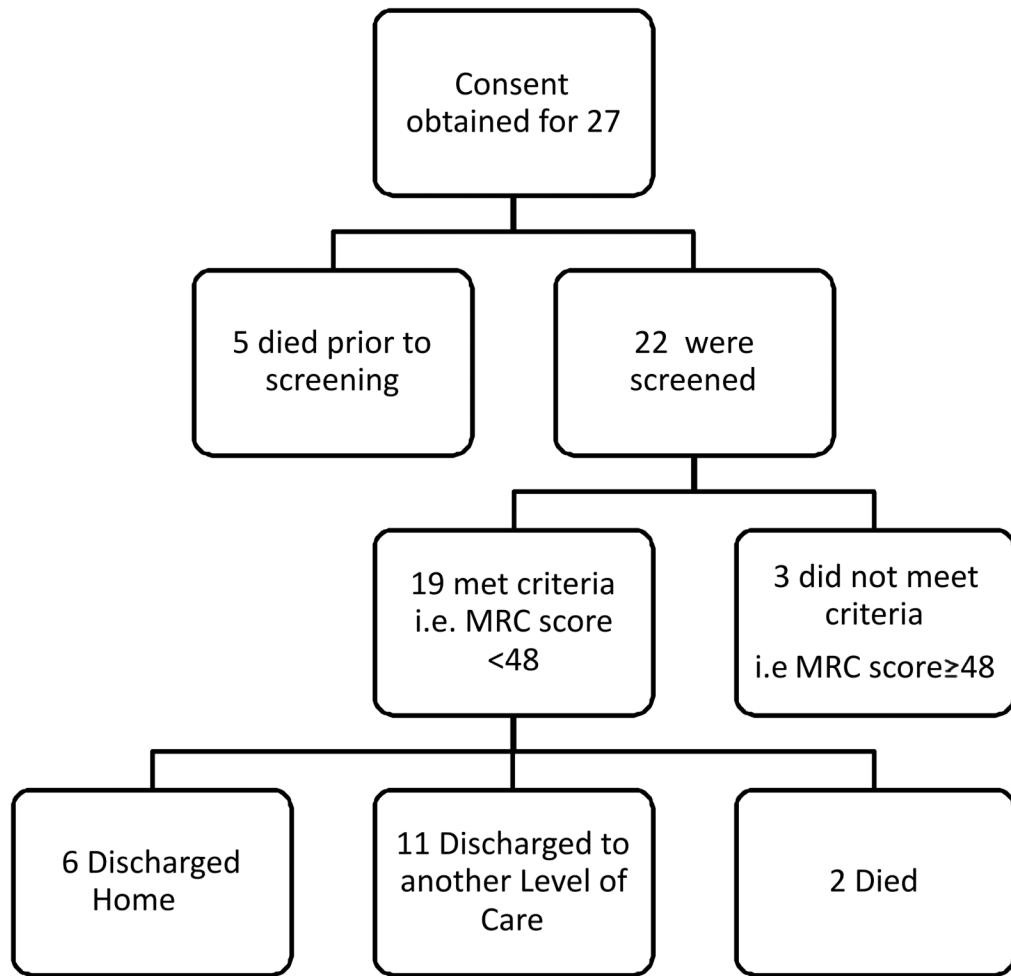 Consent
obtained for 27
5 died prior to
screening
22 were
screened
19 met criteria
i.e. MRC score
<48
3 did not meet
criteria
i.e MRC score≥48
6 Discharged
Home
11 Discharged to
another Level of
Care
2 Died